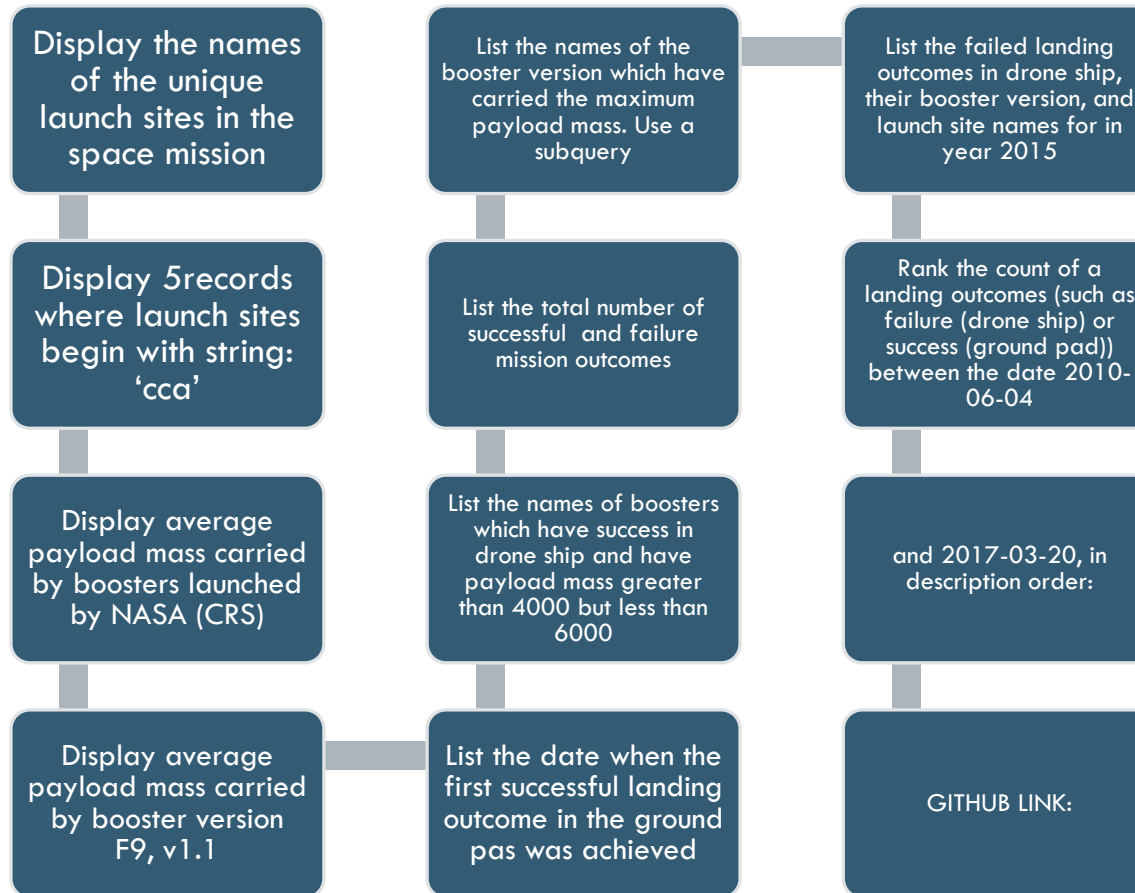 Display the names
of the unique
launch sites in the
space mission
Display 5records
where launch sites
begin with string:
‘cca’
Display average
payload mass carried
by boosters launched
by NASA (CRS)
Display average
payload mass carried
by booster version
F9, v1.1
List the date when the
first successful landing
outcome in the ground
pas was achieved
List the names of boosters
which have success in
drone ship and have
payload mass greater
than 4000 but less than
6000
List the total number of
successful and failure
mission outcomes
List the names of the
booster version which have
carried the maximum
payload mass. Use a
subquery
List the failed landing
outcomes in drone ship,
their booster version, and
launch site names for in
year 2015
Rank the count of a
landing outcomes (such as
failure (drone ship) or
success (ground pad))
between the date 2010-
06-04
and 2017-03-20, in
description order:
GITHUB LINK: